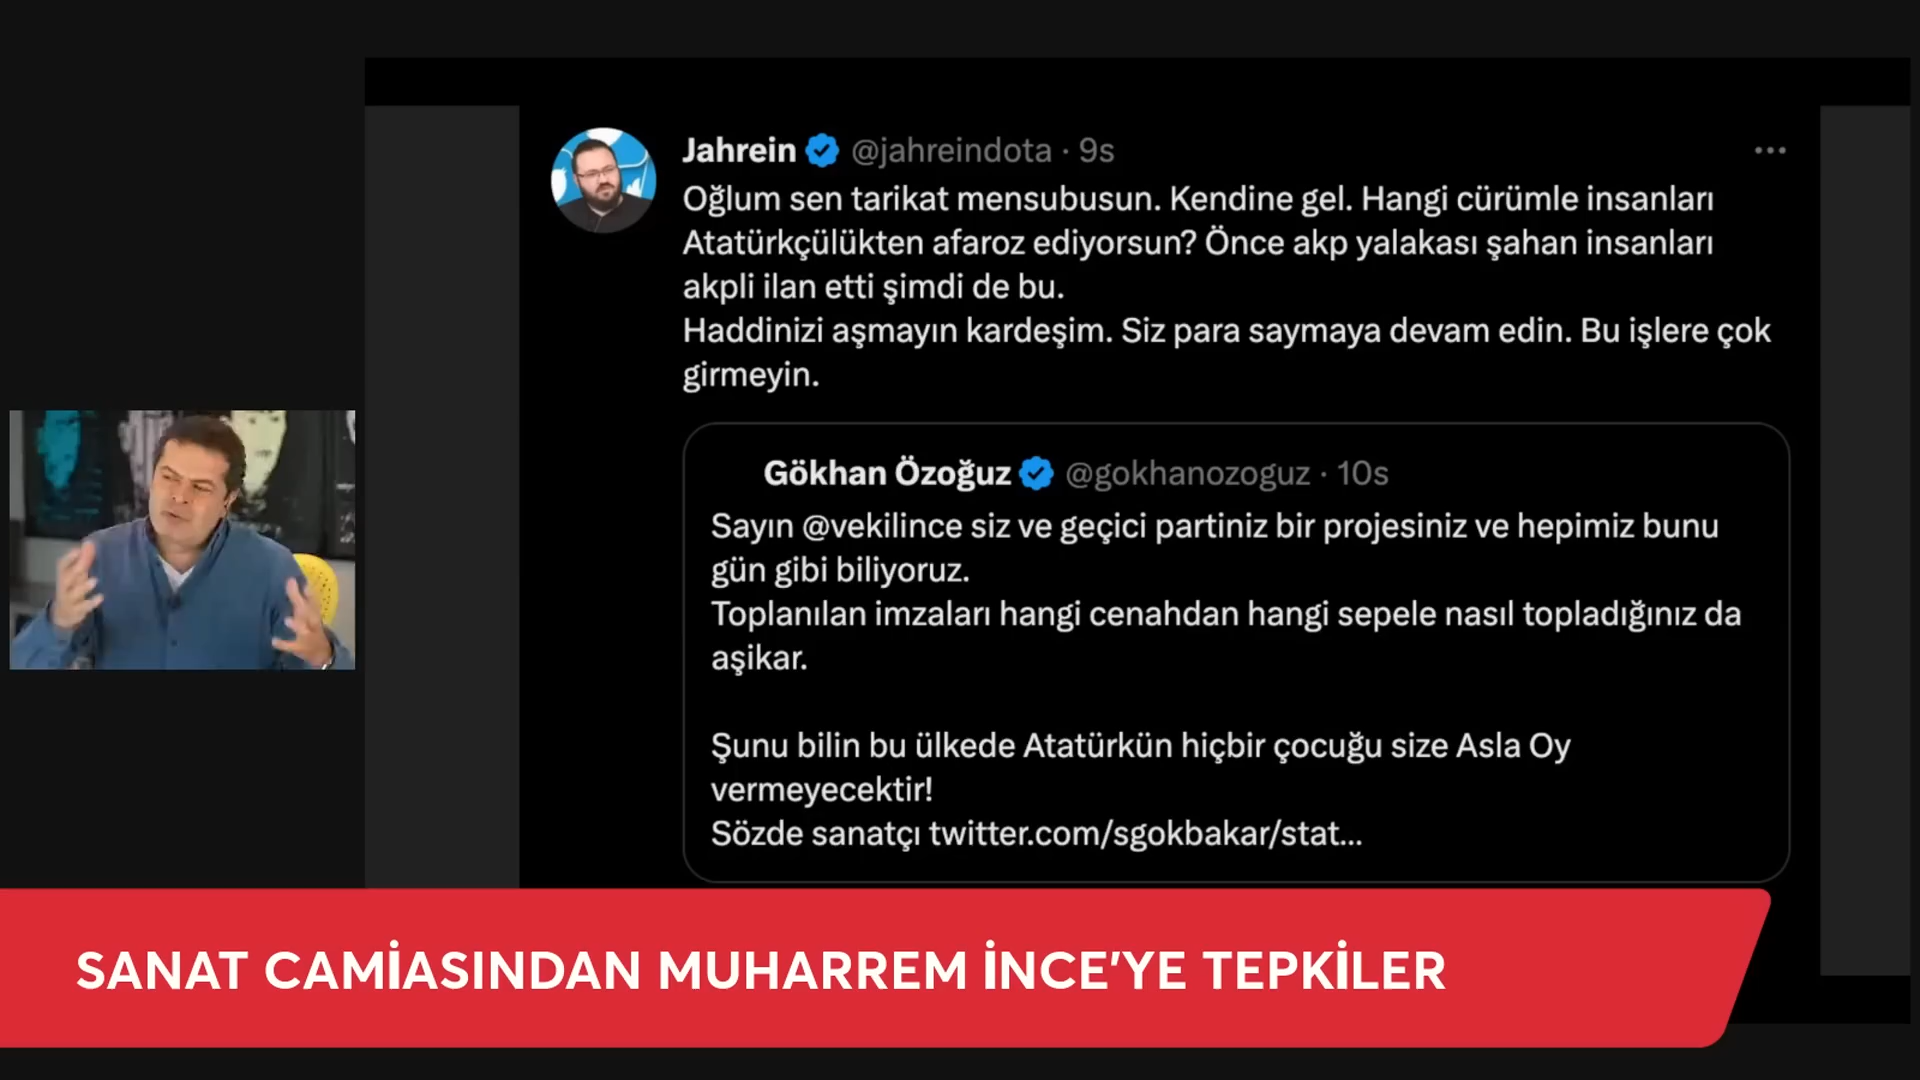 Jahrein @jahreindota · 9s
Oğlum sen tarikat mensubusun. Kendine gel. Hangi cürümle insanları
Atatürkçülükten afaroz ediyorsun? Önce akp yalakası şahan insanları
akpli ilan etti şimdi de bu.
Haddinizi aşmayın kardeşim. Siz para saymaya devam edin. Bu işlere çok
girmeyin.
Gökhan Özoğuz @gokhanozoguz · 10s
Sayın @vekilince siz ve geçici partiniz bir projesiniz ve hepimiz bunu
gün gibi biliyoruz.
Toplanılan imzaları hangi cenahdan hangi sepele nasıl topladığınız da
aşikar.
Şunu bilin bu ülkede Atatürkün hiçbir çocuğu size Asla Oy
vermeyecektir!
Sözde sanatçı twitter.com/sgokbakar/stat...
SANAT CAMİASINDAN MUHARREM İNCE'YE TEPKİLER